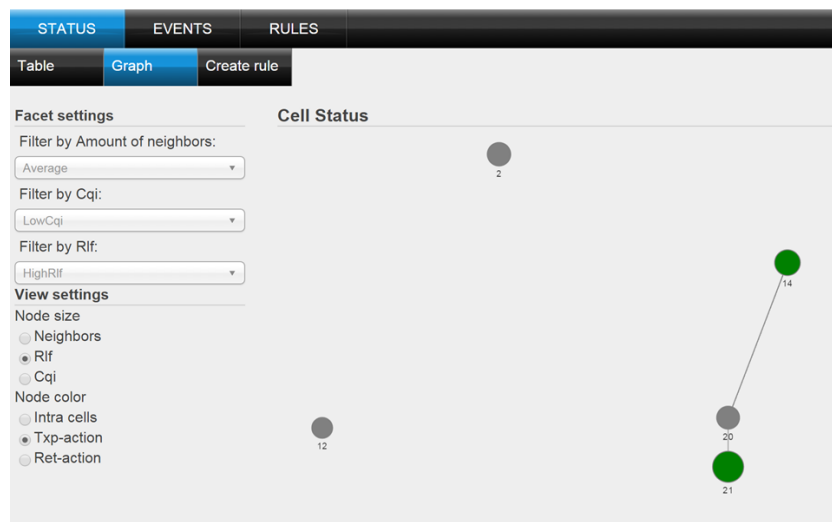 STATUS EVENTS RULES
Table Graph Create rule
Facet settings
Filter by Amount of neighbors:
Average
Filter by Cqi:
LowCqi
Filter by Rlf:
HighRlf
View settings
Node size
Neighbors
Rlf
Cqi
Node color
Intra cells
Txp-action
Ret-action
Cell Status
2
14
12
20
21